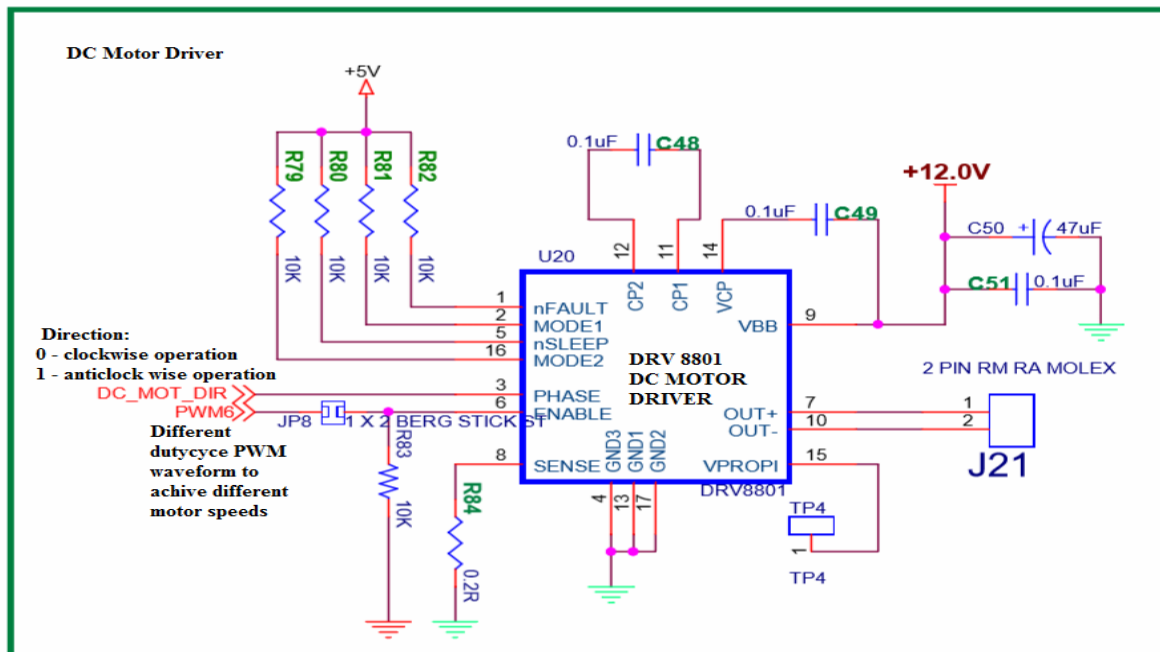 DC Motor Driver
+5V
R79
R80
R81
R82
10K
10K
10K
10K
0.1uF
C48
0.1uF
C49
+12.0V
C50
+
47uF
C51
0.1uF
U20
12
11
14
CP2
CP1
VCP
1
nFAULT
2
MODE1
5
nSLEEP
16
MODE2
VBB
9
Direction:
0 - clockwise operation
1 - anticlock wise operation
DC_MOT_DIR
3
PHASE
PWM6
6
ENABLE
JP8
1 X 2 BERG STICK ST
DRV 8801
DC MOTOR
DRIVER
2 PIN RM RA MOLEX
OUT+
7
1
OUT-
10
2
J21
Different
dutycyce PWM
waveform to
achive different
motor speeds
R83
10K
8
SENSE
R84
0.2R
GND3
GND1
GND2
4
13
17
VPROPI
15
DRV8801
TP4
1
TP4